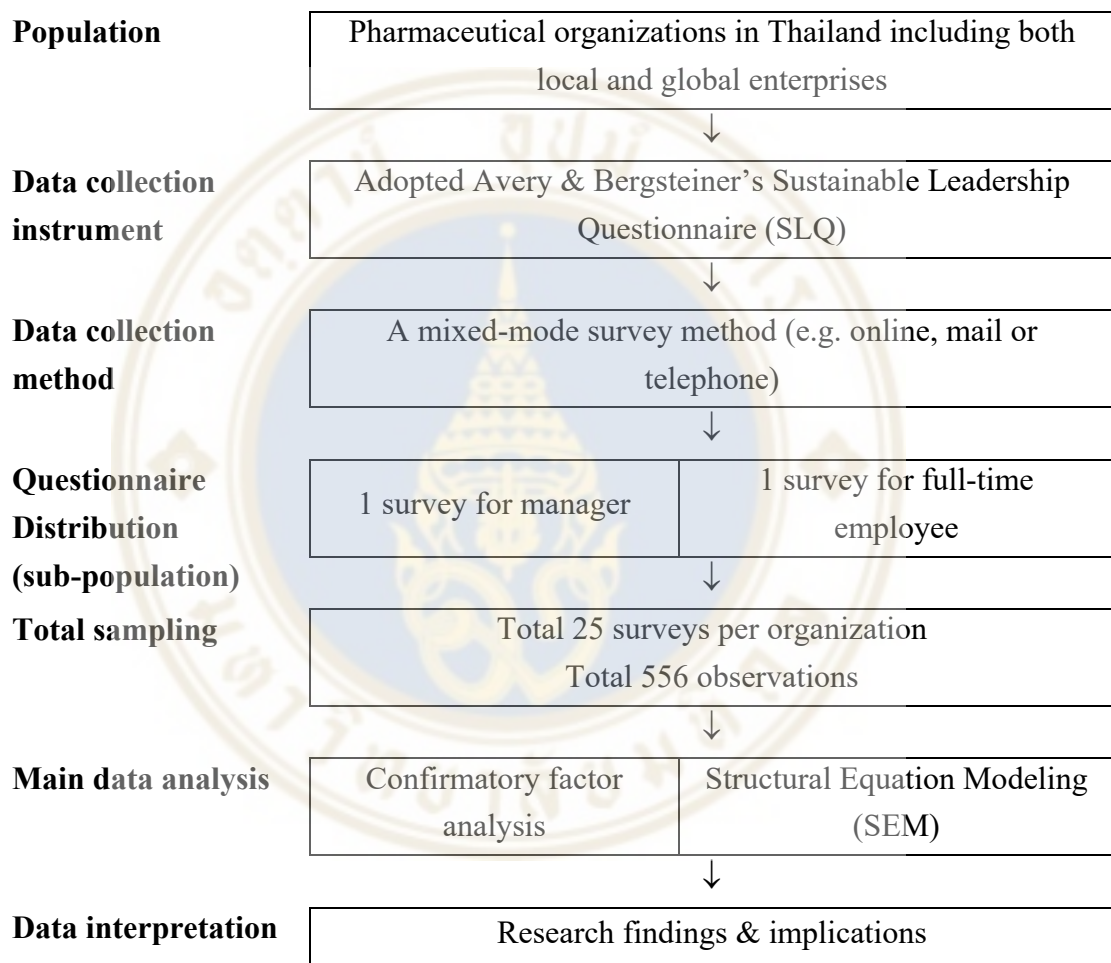 Population
Pharmaceutical organizations in Thailand including both
local and global enterprises
↓
Data collection
instrument
Adopted Avery & Bergsteiner’s Sustainable Leadership
Questionnaire (SLQ)
↓
Data collection
method
A mixed-mode survey method (e.g. online, mail or
telephone)
↓
Questionnaire
Distribution
(sub-population)
1 survey for manager
1 survey for full-time
employee
↓
Total sampling
Total 25 surveys per organization
Total 556 observations
↓
Main data analysis
Confirmatory factor
analysis
Structural Equation Modeling
(SEM)
↓
Data interpretation
Research findings & implications